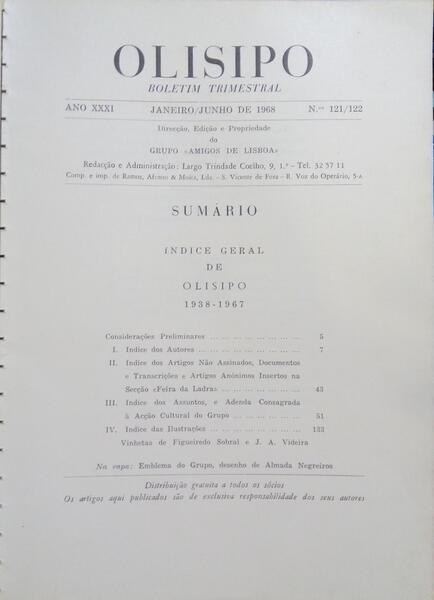 OLISIPO
BOLETIM TRIMESTRAL
ANO XXXI JANEIRO/JUNHO DE 1968 N.os 121/122
Direcção, Edição e Propriedade
do
GRUPO «AMIGOS DE LISBOA»
Redacção e Administração: Largo Trindade Coelho, 9, 1.º - Tel. 32 57 11
Comp. e imp. de Ramos, Afonso & Moita, Lda. - S. Vicente de Fora - R. Voz do Operário, 5-A
SUMÁRIO
ÍNDICE GERAL
DE
OLISIPO
1938-1967
Considerações Preliminares ... ... ... ... ... ... ... ... 5
I. Indice dos Autores ... ... ... ... ... ... ... ... ... 7
II. Indice dos Artigos Não Assinados, Documentos
e Transcrições e Artigos Anónimos Insertos na
Secção «Feira da Ladra» ... ... ... ... ... ... ... 43
III. Indice dos Assuntos, e Adenda Consagrada
à Acção Cultural do Grupo ... ... ... ... ... ... 51
IV. Indice das Ilustrações ... ... ... ... ... ... ... ... 133
Vinhetas de Figueiredo Sobral e J. A. Videira
Na capa: Emblema do Grupo, desenho de Almada Negreiros
Distribuição gratuita a todos os sócios
Os artigos aqui publicados são de exclusiva responsabilidade dos seus autores